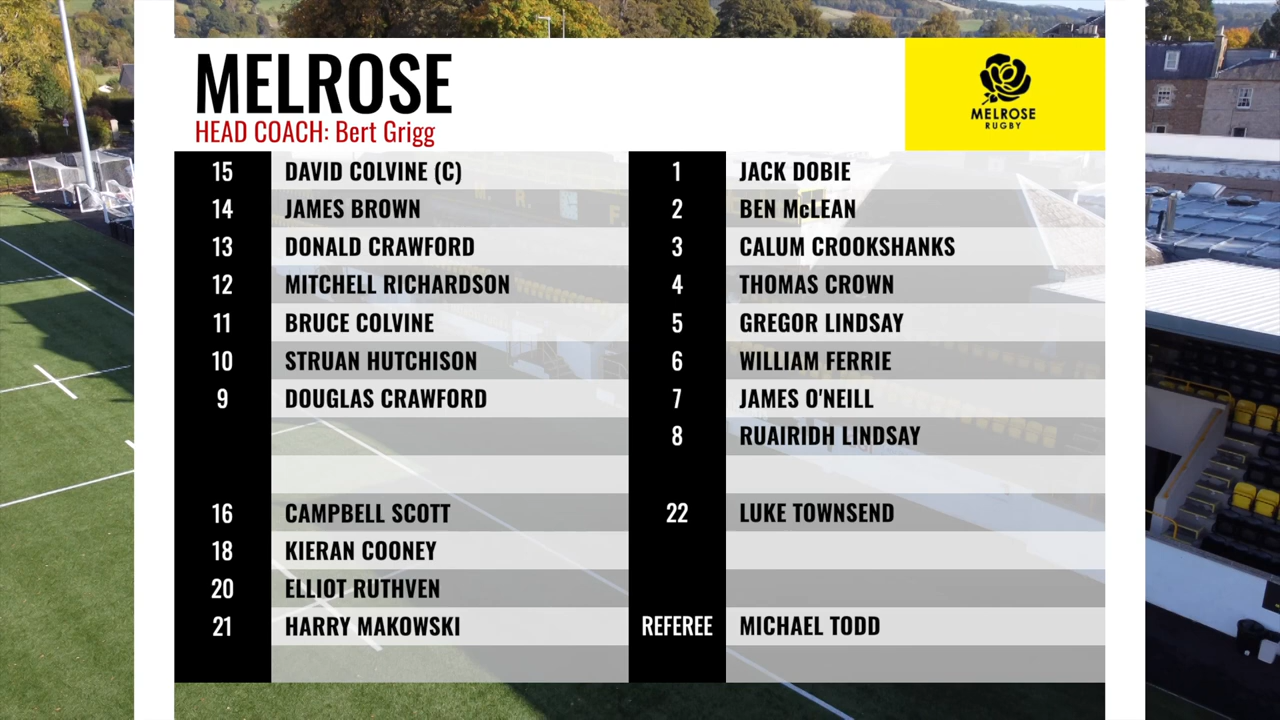 MELROSE
HEAD COACH: Bert Grigg
MELROSE
RUGBY
15 DAVID COLVINE (C)
14 JAMES BROWN
13 DONALD CRAWFORD
12 MITCHELL RICHARDSON
11 BRUCE COLVINE
10 STRUAN HUTCHISON
9 DOUGLAS CRAWFORD
16 CAMPBELL SCOTT
18 KIERAN COONEY
20 ELLIOT RUTHVEN
21 HARRY MAKOWSKI
1 JACK DOBIE
2 BEN McLEAN
3 CALUM CROOKSHANKS
4 THOMAS CROWN
5 GREGOR LINDSAY
6 WILLIAM FERRIE
7 JAMES O'NEILL
8 RUAIRIDH LINDSAY
22 LUKE TOWNSEND
REFEREE MICHAEL TODD